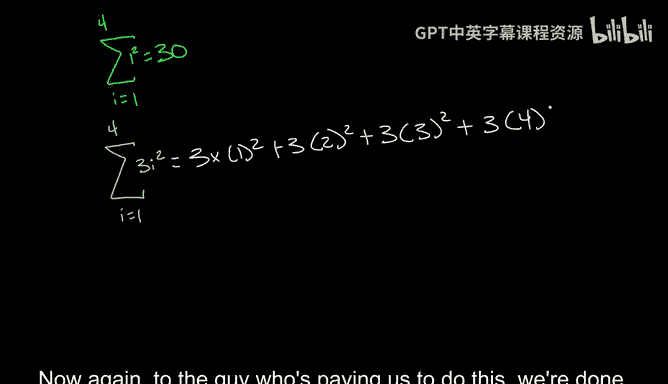 GPT中英字幕课程资源 bilibili
4
∑ i² = 30
i=1
4
∑ 3i² = 3×(1)² + 3(2)² + 3(3)² + 3(4)
i=1
Now again, to the guy who's paying us to do this, we're done